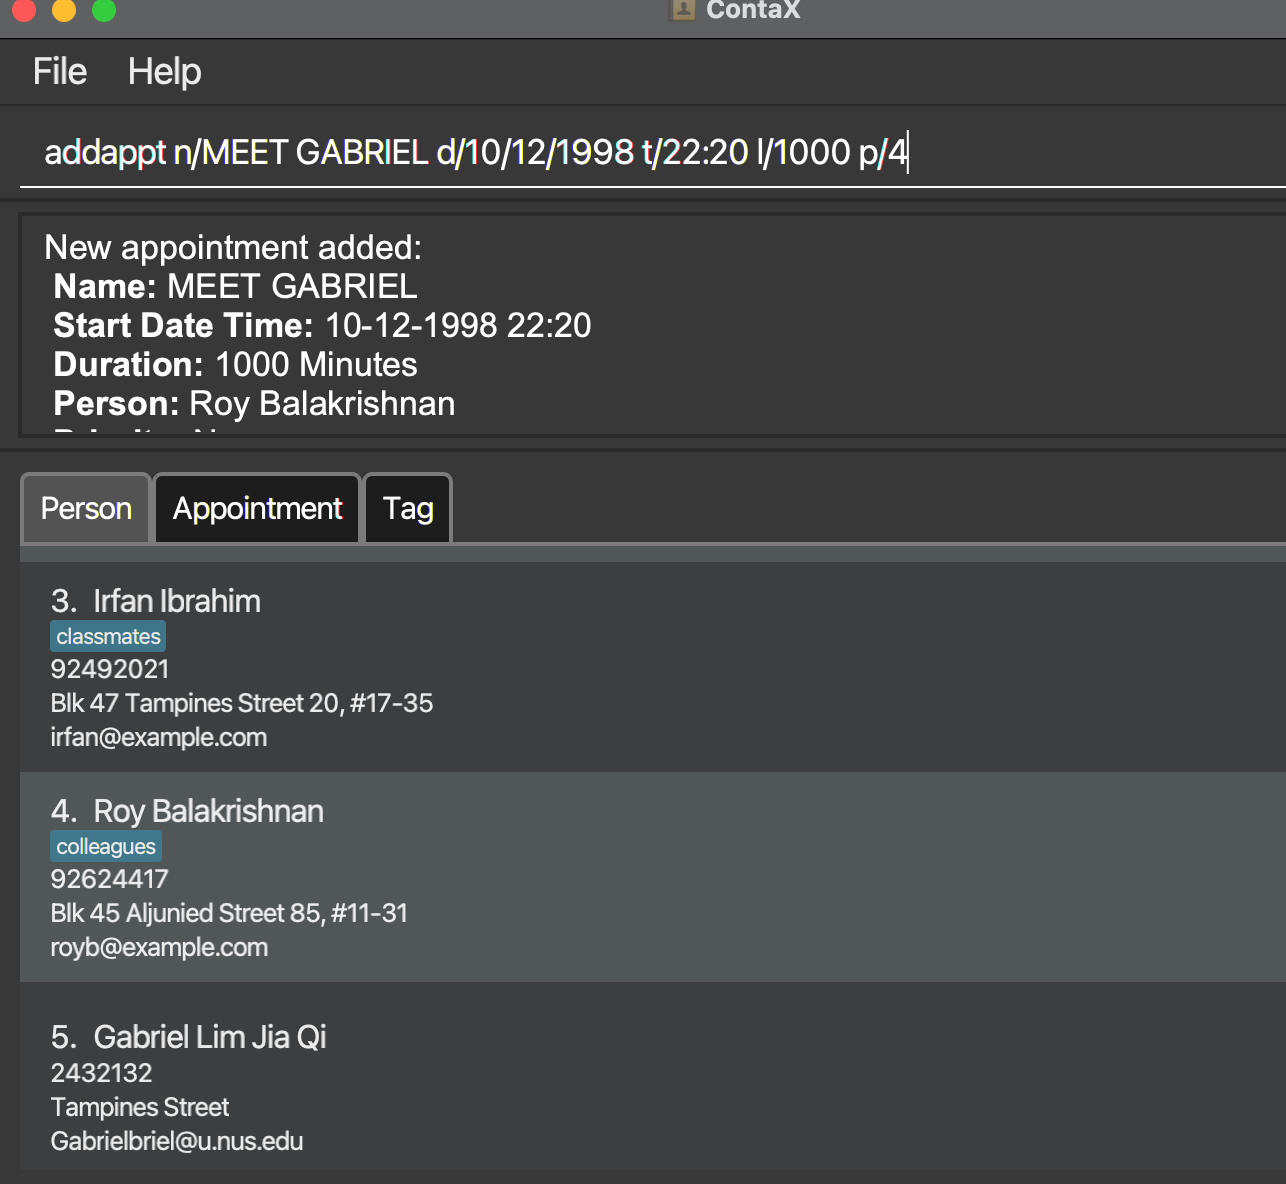 ContaX
File Help
addappt n/MEET GABRIEL d/10/12/1998 t/22:20 l/1000 p/4
New appointment added:
Name: MEET GABRIEL
Start Date Time: 10-12-1998 22:20
Duration: 1000 Minutes
Person: Roy Balakrishnan
Person Appointment Tag
3. Irfan Ibrahim
classmates
92492021
Blk 47 Tampines Street 20, #17-35
irfan@example.com
4. Roy Balakrishnan
colleagues
92624417
Blk 45 Aljunied Street 85, #11-31
royb@example.com
5. Gabriel Lim Jia Qi
2432132
Tampines Street
Gabrielbriel@u.nus.edu